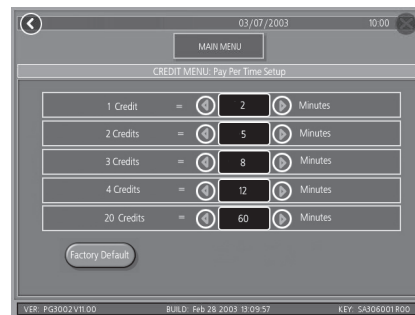 03/07/2003 10:00
MAIN MENU
CREDIT MENU: Pay Per Time Setup
1 Credit = 2 Minutes
2 Credits = 5 Minutes
3 Credits = 8 Minutes
4 Credits = 12 Minutes
20 Credits = 60 Minutes
Factory Default
VER: PG3002 V11.00 BUILD: Feb 28 2003 13:09:57 KEY: SA306001 R00